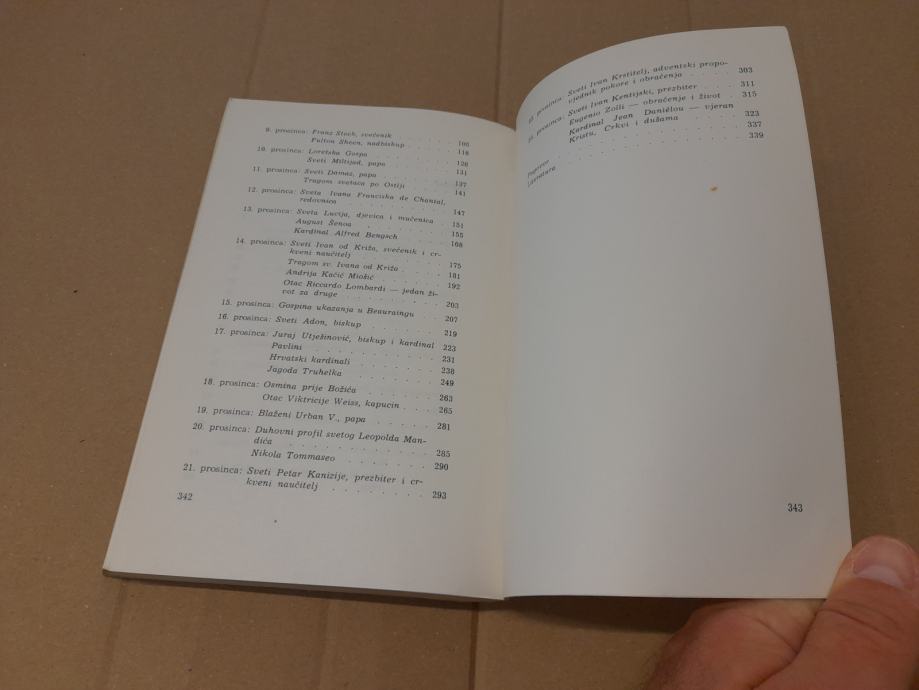 9. prosinca: Franz Stock, svećenik . . . 106
Fulton Sheen, nadbiskup . . . 118
10. prosinca: Loretska Gospa . . . 128
Sveti Miltijad, papa . . . 131
11. prosinca: Sveti Damaz, papa . . . 137
Tragom svetaca po Ostiji . . . 141
12. prosinca: Sveta Ivana Franciska de Chantal,
redovnica . . . 147
13. prosinca: Sveta Lucija, djevica i mučenica . 151
August Šenoa . . . 155
Kardinal Alfred Bengsch . . . 168
14. prosinca: Sveti Ivan od Križa, svećenik i cr-
kveni naučitelj . . . 175
Tragom sv. Ivana od Križa . . . 181
Andrija Kačić Miošić . . . 192
Otac Riccardo Lombardi — jedan ži-
vot za druge . . . 203
15. prosinca: Gospina ukazanja u Beauraingu . 207
16. prosinca: Sveti Adon, biskup . . . 219
17. prosinca: Juraj Utješinović, biskup i kardinal 223
Pavlini . . . 231
Hrvatski kardinali . . . 238
Jagoda Truhelka . . . 249
18. prosinca: Osmina prije Božića . . . 263
Otac Viktricije Weiss, kapucin . . 265
19. prosinca: Blaženi Urban V., papa . . . 281
20. prosinca: Duhovni profil svetog Leopolda Man-
dića . . . 285
Nikola Tommaseo . . . 290
21. prosinca: Sveti Petar Kanizije, prezbiter i cr-
kveni naučitelj . . . 293
342
prosinca: Sveti Ivan Krstitelj, adventski propo-
vjednik pokore i obraćenja . . . 303
prosinca: Sveti Ivan Kentijski, prezbiter . . 311
Eugenio Zolli — obraćenje i život . 315
Kardinal Jean Daniélou — vjeran
Kristu, Crkvi i dušama . . . 323
Pogovor . . . 337
Literatura . . . 339
343